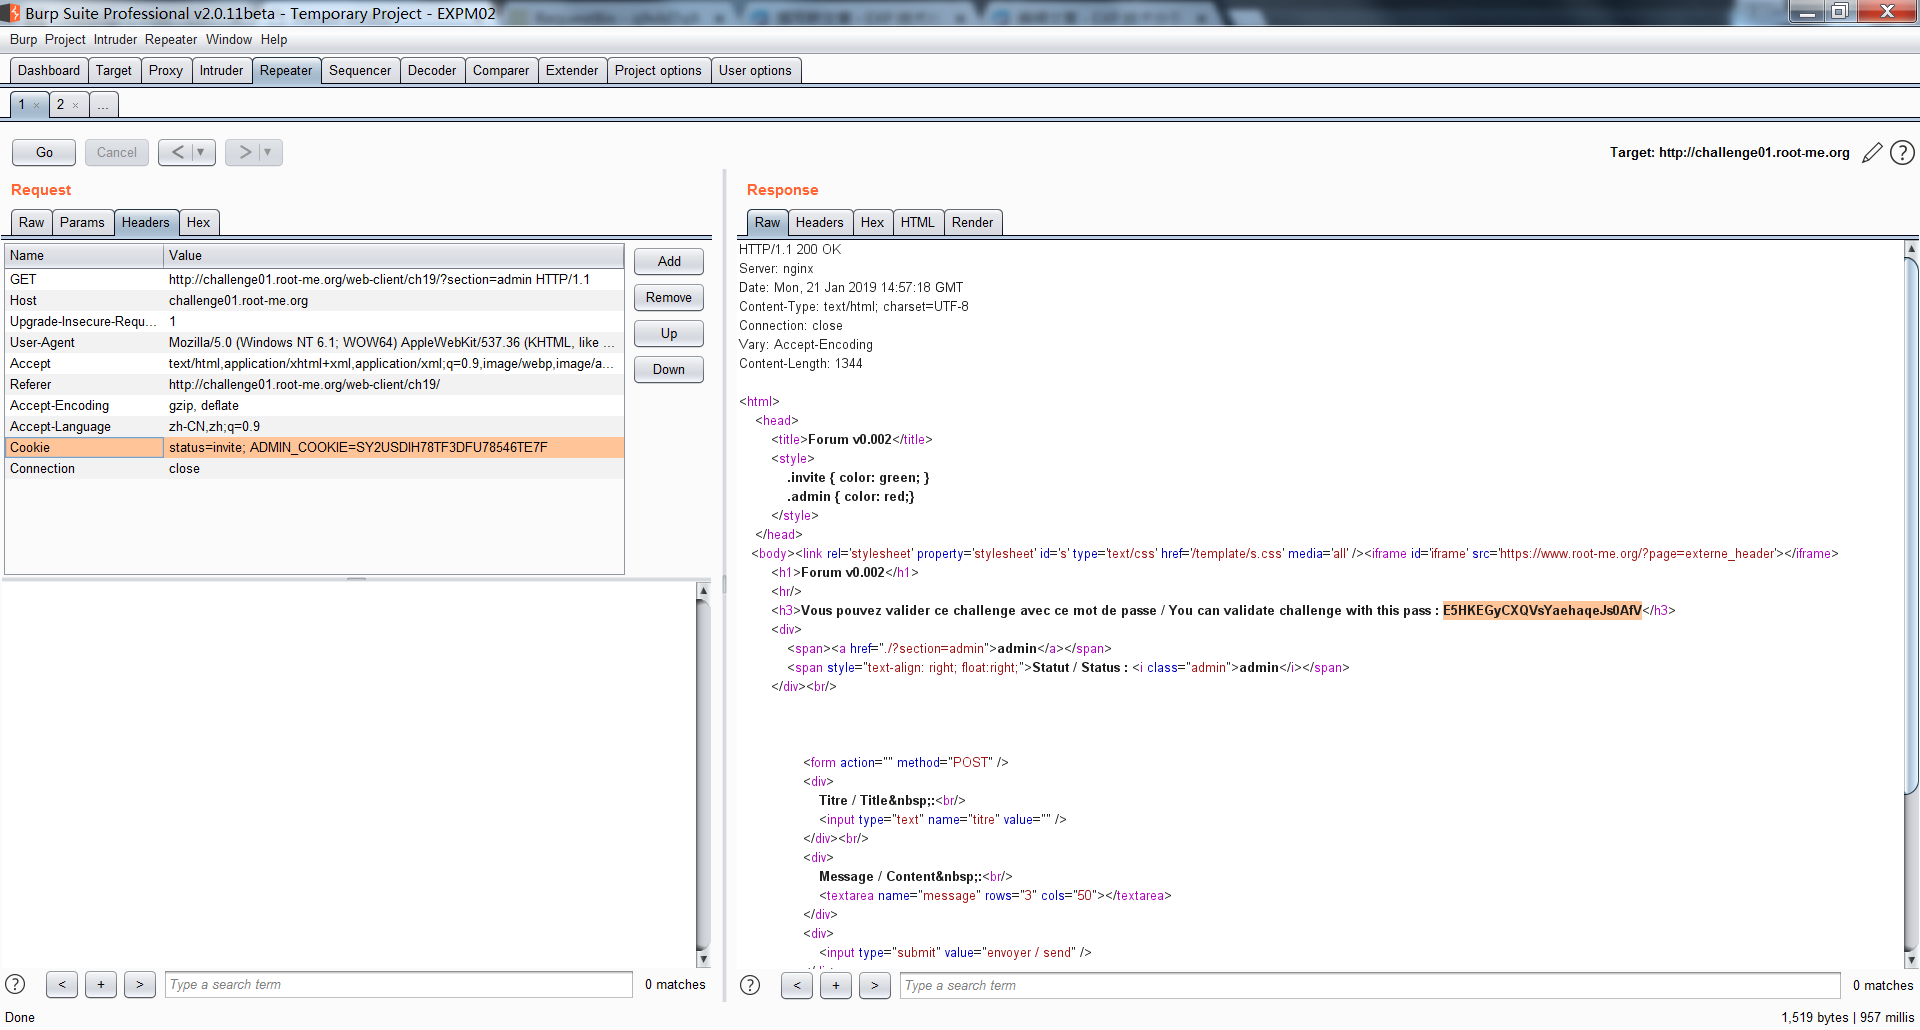 Burp Suite Professional v2.0.11beta - Temporary Project - EXPM02
Burp Project Intruder Repeater Window Help
Dashboard Target Proxy Intruder Repeater Sequencer Decoder Comparer Extender Project options User options
1 × 2 × ...
Go Cancel < ▼ > ▼ Target: http://challenge01.root-me.org ?
Request
Raw Params Headers Hex
Name Value
GET http://challenge01.root-me.org/web-client/ch19/?section=admin HTTP/1.1
Host challenge01.root-me.org
Upgrade-Insecure-Requ... 1
User-Agent Mozilla/5.0 (Windows NT 6.1; WOW64) AppleWebKit/537.36 (KHTML, like ...
Accept text/html,application/xhtml+xml,application/xml;q=0.9,image/webp,image/a...
Referer http://challenge01.root-me.org/web-client/ch19/
Accept-Encoding gzip, deflate
Accept-Language zh-CN,zh;q=0.9
Cookie status=invite; ADMIN_COOKIE=SY2USDIH78TF3DFU78546TE7F
Connection close
Add
Remove
Up
Down
? < + > Type a search term 0 matches
Response
Raw Headers Hex HTML Render
HTTP/1.1 200 OK
Server: nginx
Date: Mon, 21 Jan 2019 14:57:18 GMT
Content-Type: text/html; charset=UTF-8
Connection: close
Vary: Accept-Encoding
Content-Length: 1344
<html>
<head>
<title>Forum v0.002</title>
<style>
.invite { color: green; }
.admin { color: red;}
</style>
</head>
<body><link rel='stylesheet' property='stylesheet' id='s' type='text/css' href='/template/s.css' media='all' /><iframe id='iframe' src='https://www.root-me.org/?page=externe_header'></iframe>
<h1>Forum v0.002</h1>
<hr/>
<h3>Vous pouvez valider ce challenge avec ce mot de passe / You can validate challenge with this pass : E5HKEGyCXQVsYaehaqeJs0AfV</h3>
<div>
<span><a href="./?section=admin">admin</a></span>
<span style="text-align: right; float:right;">Statut / Status : <i class="admin">admin</i></span>
</div><br/>
<form action="" method="POST" />
<div>
Titre / Title&nbsp;:<br/>
<input type="text" name="titre" value="" />
</div><br/>
<div>
Message / Content&nbsp;:<br/>
<textarea name="message" rows="3" cols="50"></textarea>
</div>
<div>
<input type="submit" value="envoyer / send" />
? < + > Type a search term 0 matches
Done 1,519 bytes | 957 millis